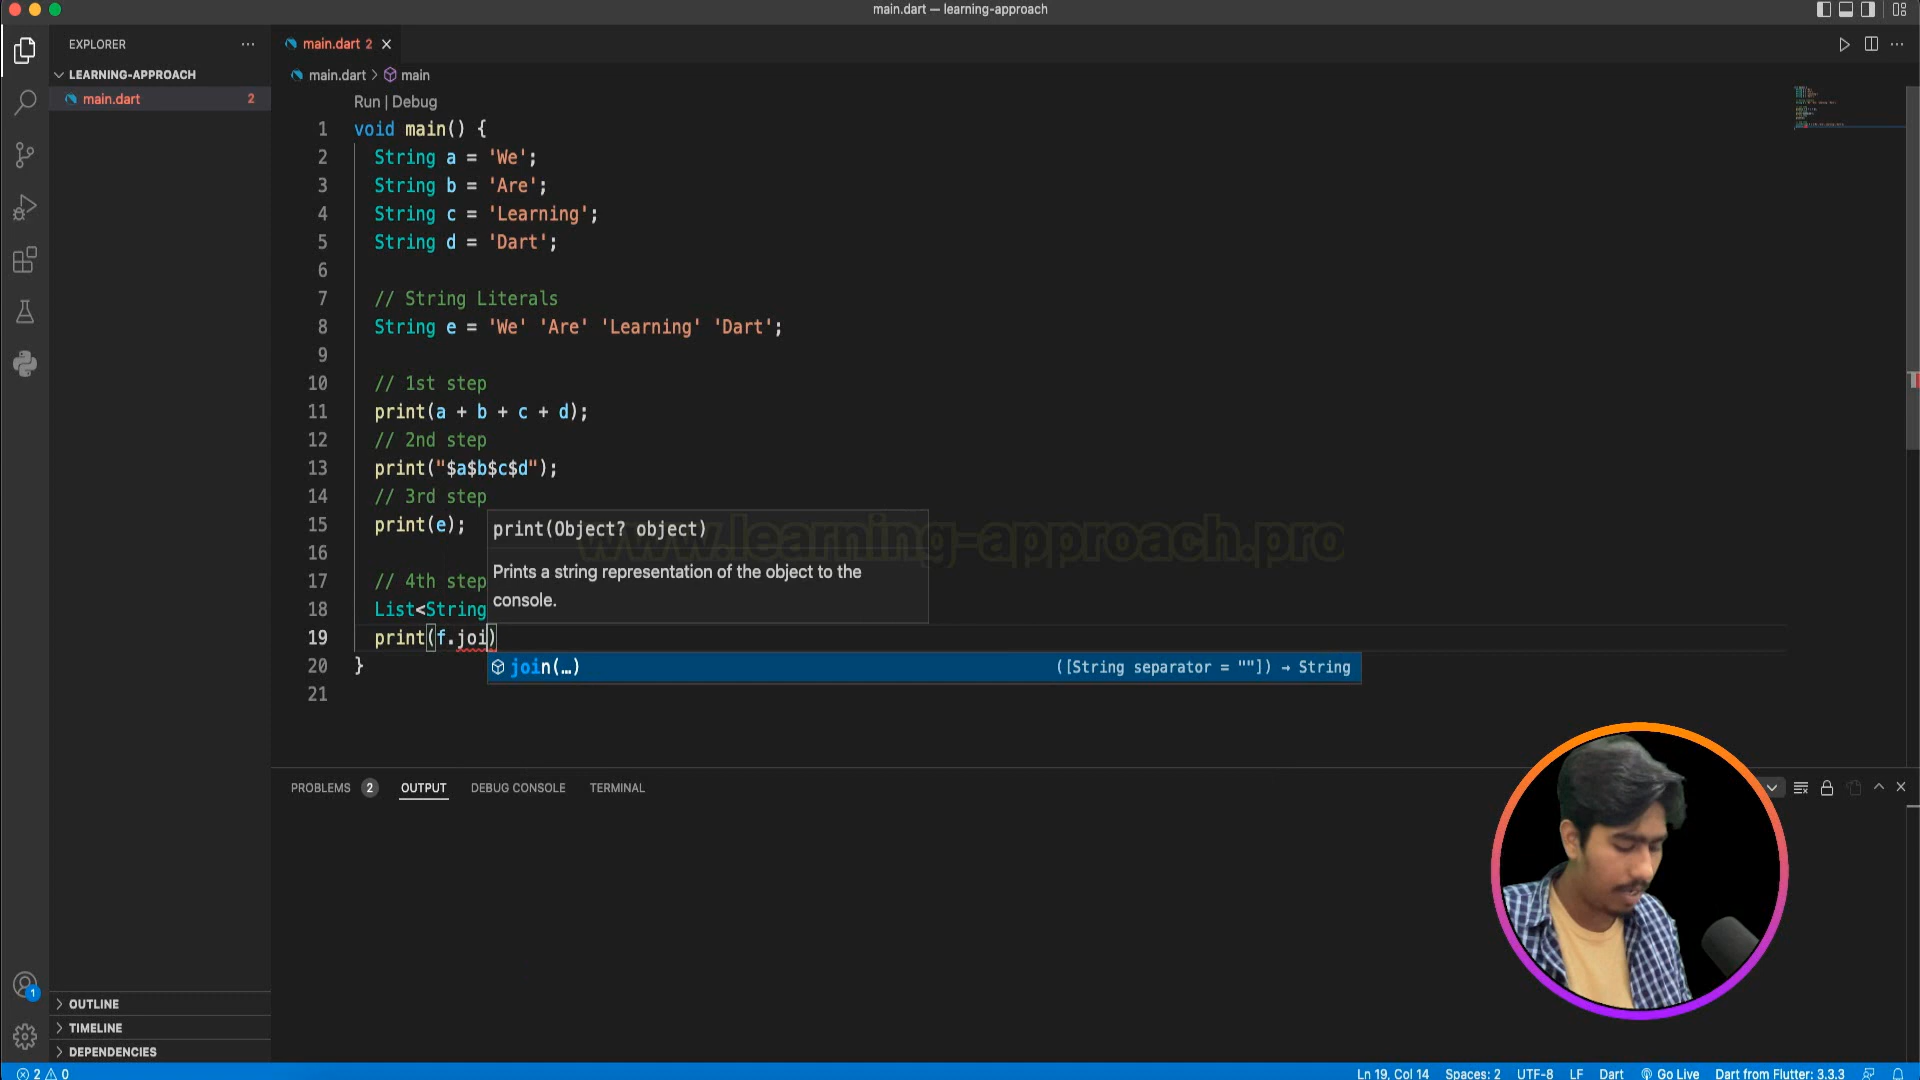 main.dart — learning-approach
EXPLORER
LEARNING-APPROACH
main.dart 2
main.dart 2
main.dart > main
Run | Debug
1 void main() {
2 String a = 'We';
3 String b = 'Are';
4 String c = 'Learning';
5 String d = 'Dart';
6
7 // String Literals
8 String e = 'We' 'Are' 'Learning' 'Dart';
9
10 // 1st step
11 print(a + b + c + d);
12 // 2nd step
13 print("$a$b$c$d");
14 // 3rd step
15 print(e);
16
17 // 4th step
18 List<String
19 print(f.joi)
20 }
21
print(Object? object)
Prints a string representation of the object to the
console.
www.learning-approach.pro
join(…) ([String separator = ""]) → String
PROBLEMS 2 OUTPUT DEBUG CONSOLE TERMINAL
1
OUTLINE
TIMELINE
DEPENDENCIES
2 0 Ln 19, Col 14 Spaces: 2 UTF-8 LF Dart Go Live Dart from Flutter: 3.3.3